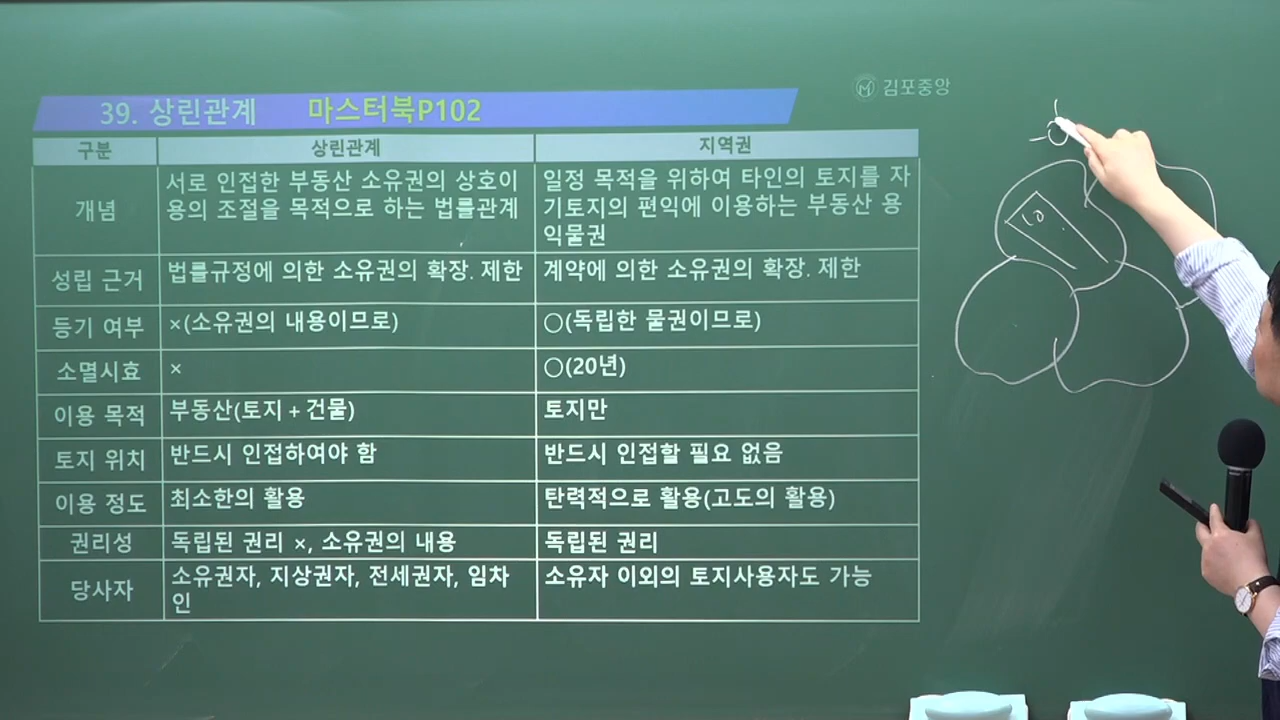 김포중앙
39. 상린관계 마스터북P102
구분 상린관계 지역권
개념 서로 인접한 부동산 소유권의 상호이 일정 목적을 위하여 타인의 토지를 자
용의 조절을 목적으로 하는 법률관계 기토지의 편익에 이용하는 부동산 용
익물권
성립 근거 법률규정에 의한 소유권의 확장. 제한 계약에 의한 소유권의 확장. 제한
등기 여부 ×(소유권의 내용이므로) ○(독립한 물권이므로)
소멸시효 × ○(20년)
이용 목적 부동산(토지+건물) 토지만
토지 위치 반드시 인접하여야 함 반드시 인접할 필요 없음
이용 정도 최소한의 활용 탄력적으로 활용(고도의 활용)
권리성 독립된 권리 ×, 소유권의 내용 독립된 권리
당사자 소유권자, 지상권자, 전세권자, 임차 소유자 이외의 토지사용자도 가능
인